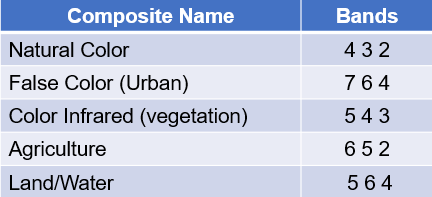 Composite Name Bands
Natural Color 4 3 2
False Color (Urban) 7 6 4
Color Infrared (vegetation) 5 4 3
Agriculture 6 5 2
Land/Water 5 6 4